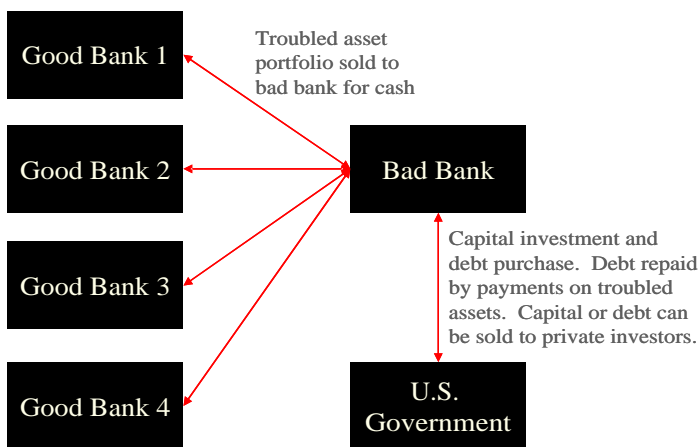 Good Bank 1
Troubled asset
portfolio sold to
bad bank for cash
Good Bank 2
Bad Bank
Good Bank 3
Capital investment and
debt purchase.  Debt repaid
by payments on troubled
assets.  Capital or debt can
be sold to private investors.
Good Bank 4
U.S.
Government